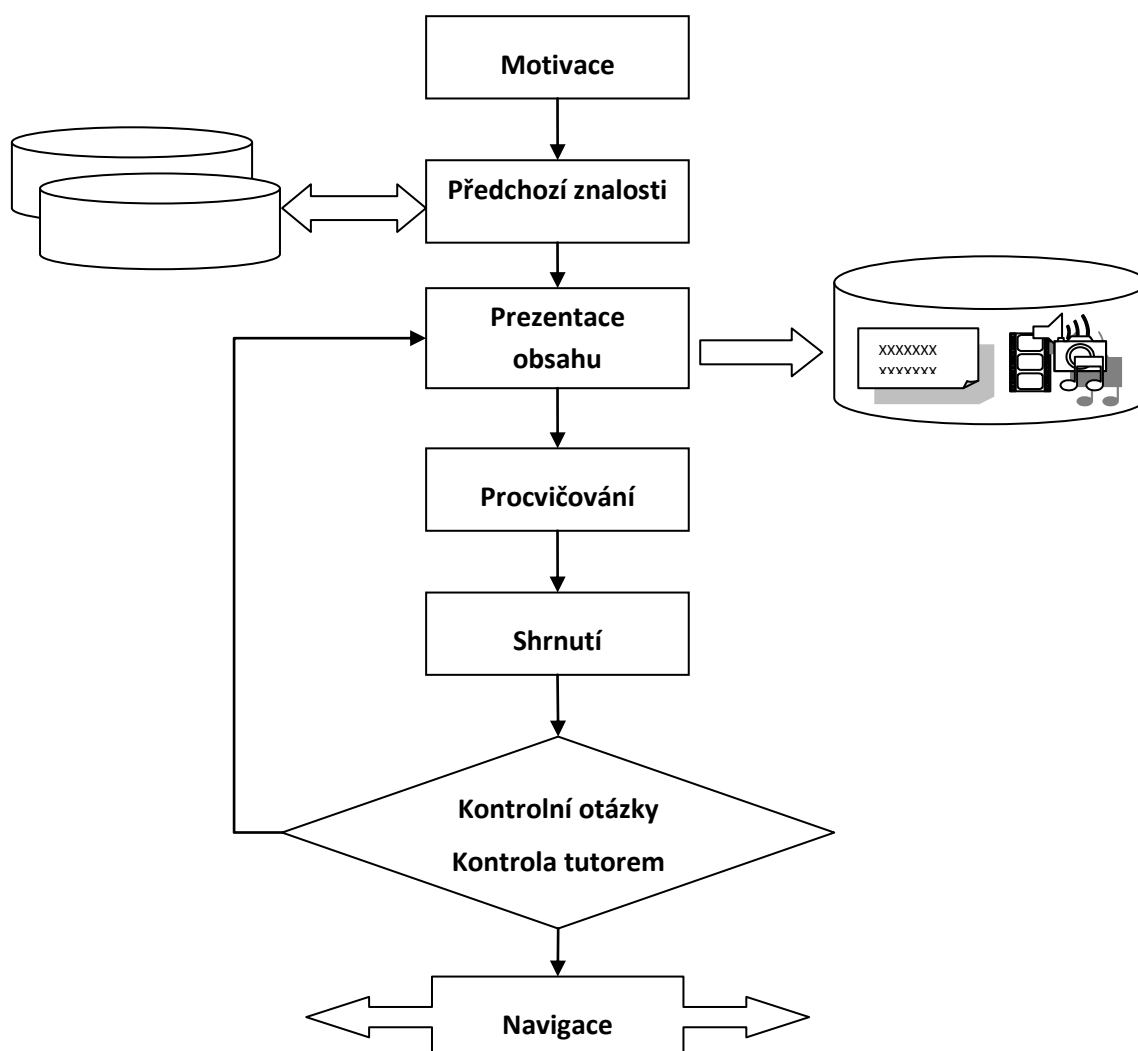 Motivace
Předchozí znalosti
Prezentace
obsahu
XXXXXXX
XXXXXXX
Procvičování
Shrnutí
Kontrolní otázky
Kontrola tutorem
Navigace